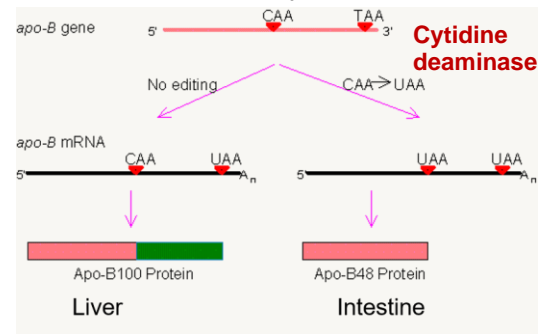 CAA TAA
apo-B gene 5' 3'
Cytidine
deaminase
No editing CAA→UAA
apo-B mRNA
CAA UAA UAA UAA
5' An 5' An
Apo-B100 Protein Apo-B48 Protein
Liver Intestine